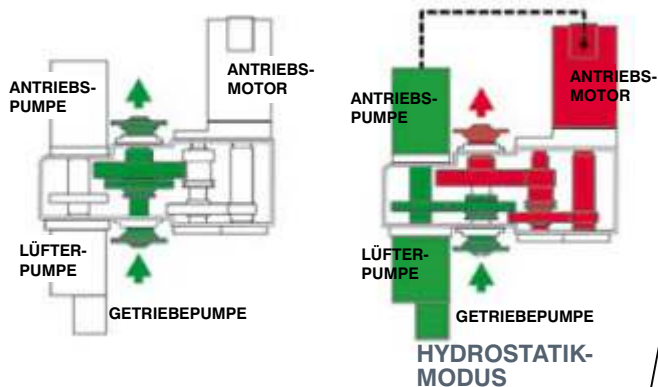 ANTRIEBS-
PUMPE
ANTRIEBS-
MOTOR
LÜFTER-
PUMPE
GETRIEBEPUMPE
ANTRIEBS-
PUMPE
ANTRIEBS-
MOTOR
LÜFTER-
PUMPE
GETRIEBEPUMPE
HYDROSTATIK-
MODUS